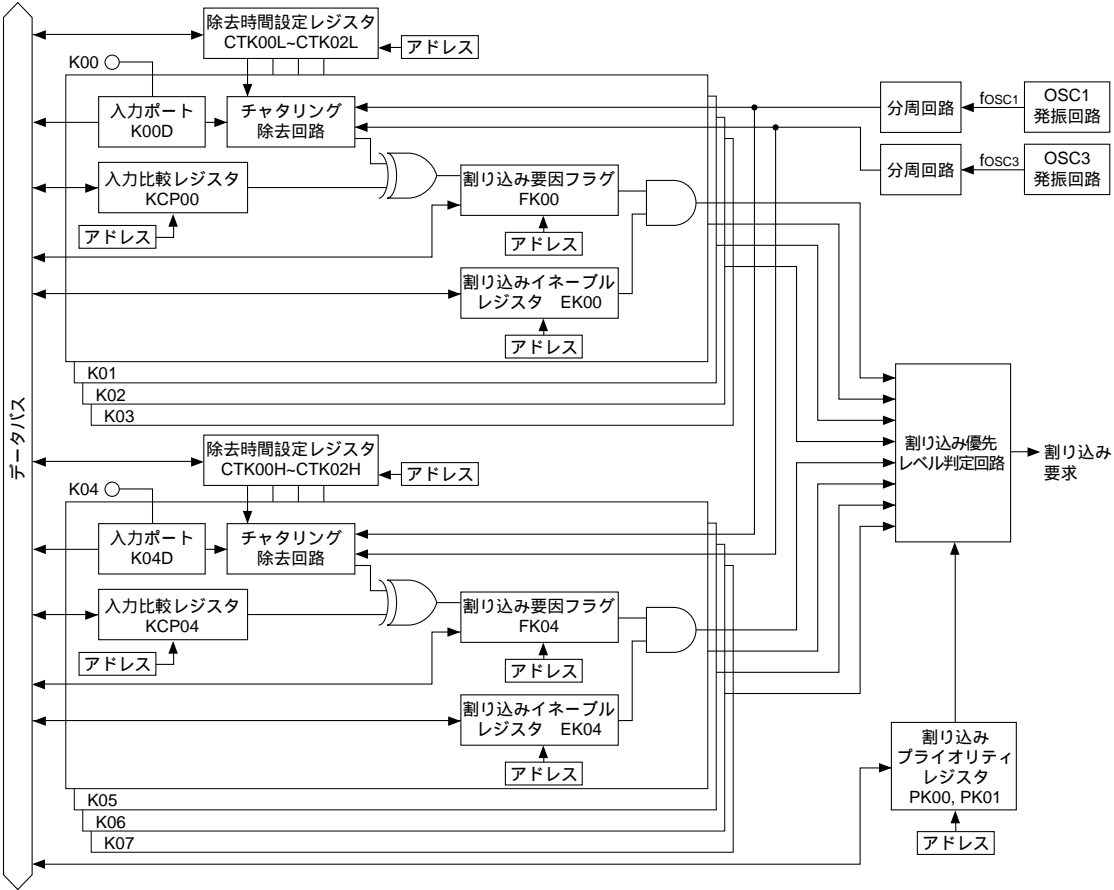 除去時間設定レジスタ
CTK00L~CTK02L
アドレス
K00
入力ポート
K00D
チャタリング
除去回路
分周回路
fOSC1
OSC1
発振回路
分周回路
fOSC3
OSC3
発振回路
入力比較レジスタ
KCP00
アドレス
割り込み要因フラグ
FK00
アドレス
割り込みイネーブル
レジスタ　EK00
アドレス
K01
K02
K03
データバス
除去時間設定レジスタ
CTK00H~CTK02H
アドレス
K04
入力ポート
K04D
チャタリング
除去回路
入力比較レジスタ
KCP04
アドレス
割り込み要因フラグ
FK04
アドレス
割り込みイネーブル
レジスタ　EK04
アドレス
K05
K06
K07
割り込み優先
レベル判定回路
割り込み
要求
割り込み
プライオリティ
レジスタ
PK00, PK01
アドレス